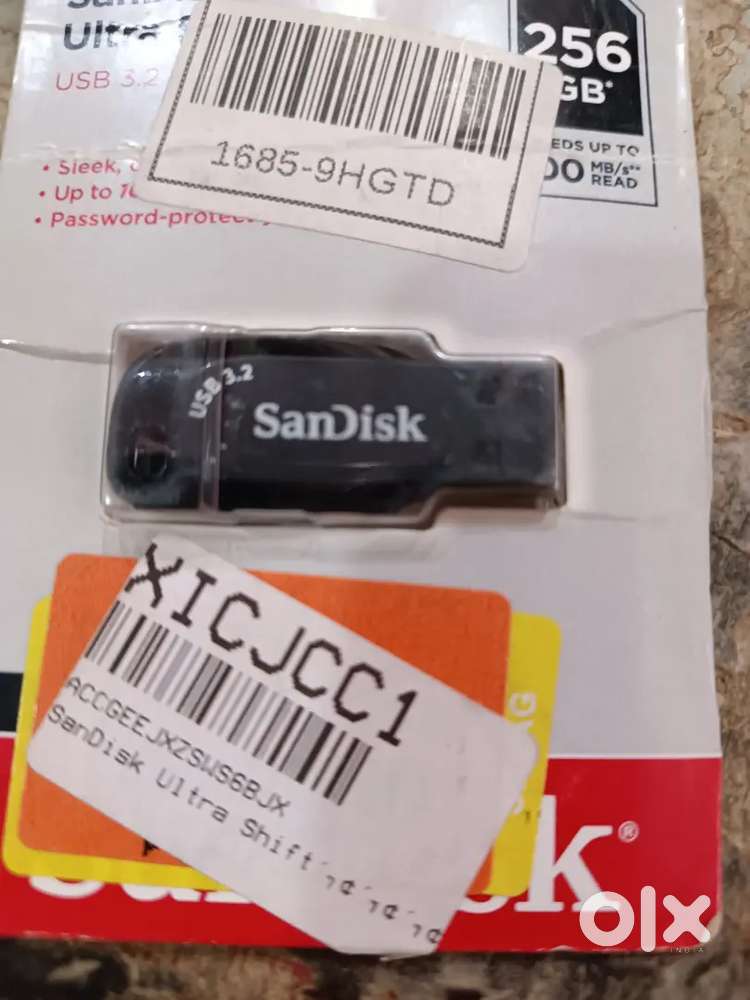 Ultra
USB 3.2
256
GB*
UP TO
MB/s**
READ
• Sleek,
• Up to
• Password-protect
1685-9HGTD
USB 3.2
SanDisk
XICJCC1
ACCGEEJXZSWS6BJX
SanDisk Ultra Shift´┐¢´┐¢´┐¢
®
olx
INDIA